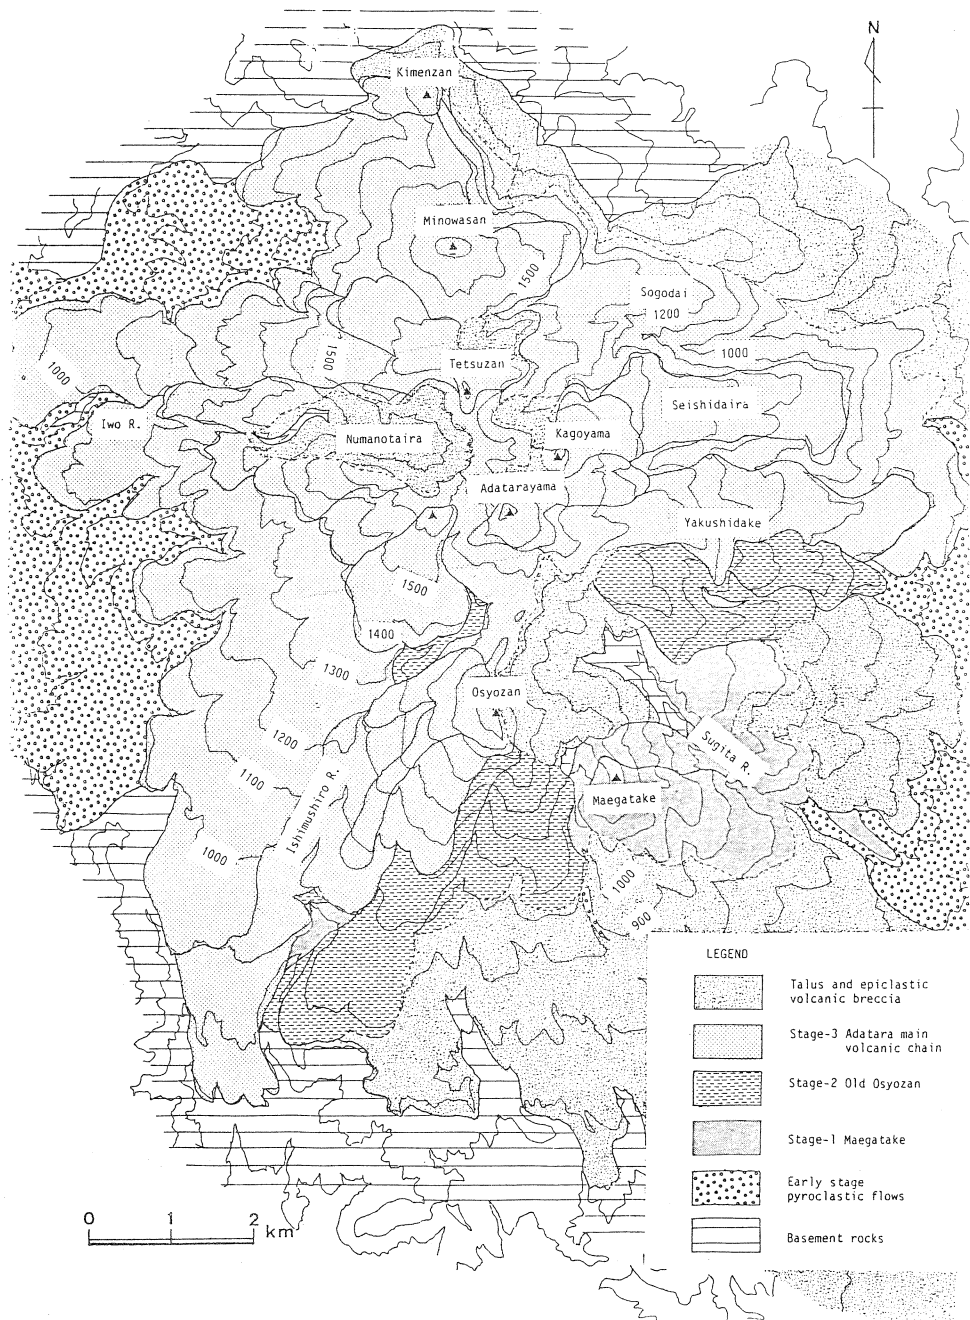 N
Kimenzan
Minowasan
1500
Sogodai
1200
1000
1500
Tetsuzan
1000
Seishidaira
Iwo R.
Numanotaira
Kagoyama
Adatarayama
Yakushidake
1500
1400
1300
Osyozan
1200
Sugita R.
1100
Ishimushiro R.
Maegatake
1000
1000
900
LEGEND
Talus and epiclastic
volcanic breccia
Stage-3 Adatara main
volcanic chain
Stage-2 Old Osyozan
Stage-1 Maegatake
Early stage
pyroclastic flows
Basement rocks
0 1 2 km